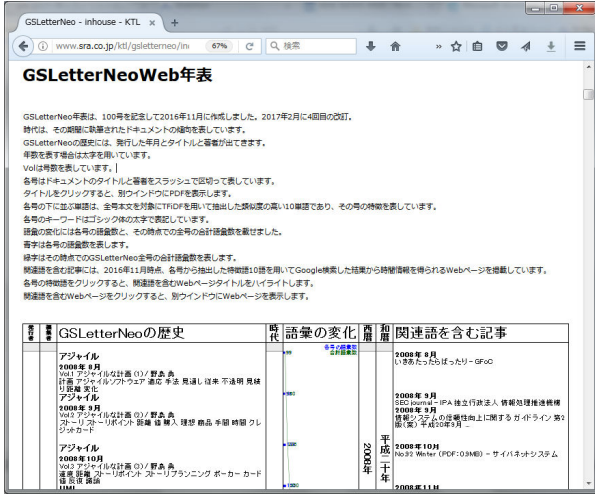 GSLetterNeo - inhouse - KTL
www.sra.co.jp/ktl/gsletterneo/in
67%
検索
GSLetterNeoWeb年表
GSLetterNeo年表は、100号を記念して2016年11月に作成しました。2017年2月に4回目の改訂。
時代は、その期間に執筆されたドキュメントの傾向を表しています。
GSLetterNeoの歴史には、発行した年月とタイトルと著者が出てきます。
年数を表す場合は太字を用いています。
Volは号数を表しています。
各号はドキュメントのタイトルと著者をスラッシュで区切って表しています。
タイトルをクリックすると、別ウインドウにPDFを表示します。
各号の下に並ぶ単語は、全号本文を対象にTFiDFを用いて抽出した類似度の高い10単語であり、その号の特徴を表しています。
各号のキーワードはゴシック体の太字で表記しています。
語彙の変化には各号の語彙数と、その時点での全号の合計語彙数を載せました。
青字は各号の語彙数を表します。
緑字はその時点でのGSLetterNeo全号の合計語彙数を表します。
関連語を含む記事には、2016年11月時点、各号から抽出した特徴語10語を用いてGoogle検索した結果から時間情報を得られるWebページを掲載しています。
各号の特徴語をクリックすると、関連語を含むWebページタイトルをハイライトします。
関連語を含むWebページをクリックすると、別ウインドウにWebページを表示します。
発行者 編集者 GSLetterNeoの歴史 時代 語彙の変化 西暦 和暦 関連語を含む記事
各号の語彙数
合計語彙数
アジャイル
2008年 8月
Vol.1 アジャイルな計画 (1)/ 野島 勇
計画 アジャイルソフトウェア 適応 手法 見通し 従来 不透明 見積り 距離 変化
アジャイル
2008年 9月
Vol.2 アジャイルな計画 (2)/ 野島 勇
ストーリ ストーリポイント 距離 値 購入 理想 商品 手間 時間 クレジットカード
アジャイル
2008年10月
Vol.3 アジャイルな計画 (3)/ 野島 勇
速度 距離 ストーリポイント ストーリプランニング ポーカー カード 値 反復 議論
UML
2008年
平成二十年
2008年 8月
いきあたったらばったり - GFoC
2008年 9月
SEC journal - IPA 独立行政法人 情報処理推進機構
2008年 9月
情報システムの信頼性向上に関する ガイドライン 第2版(案) 平成20年9月 ...
2008年10月
No.92 Winter (PDF:0.9MB) - サイバネットシステム
2008年11月